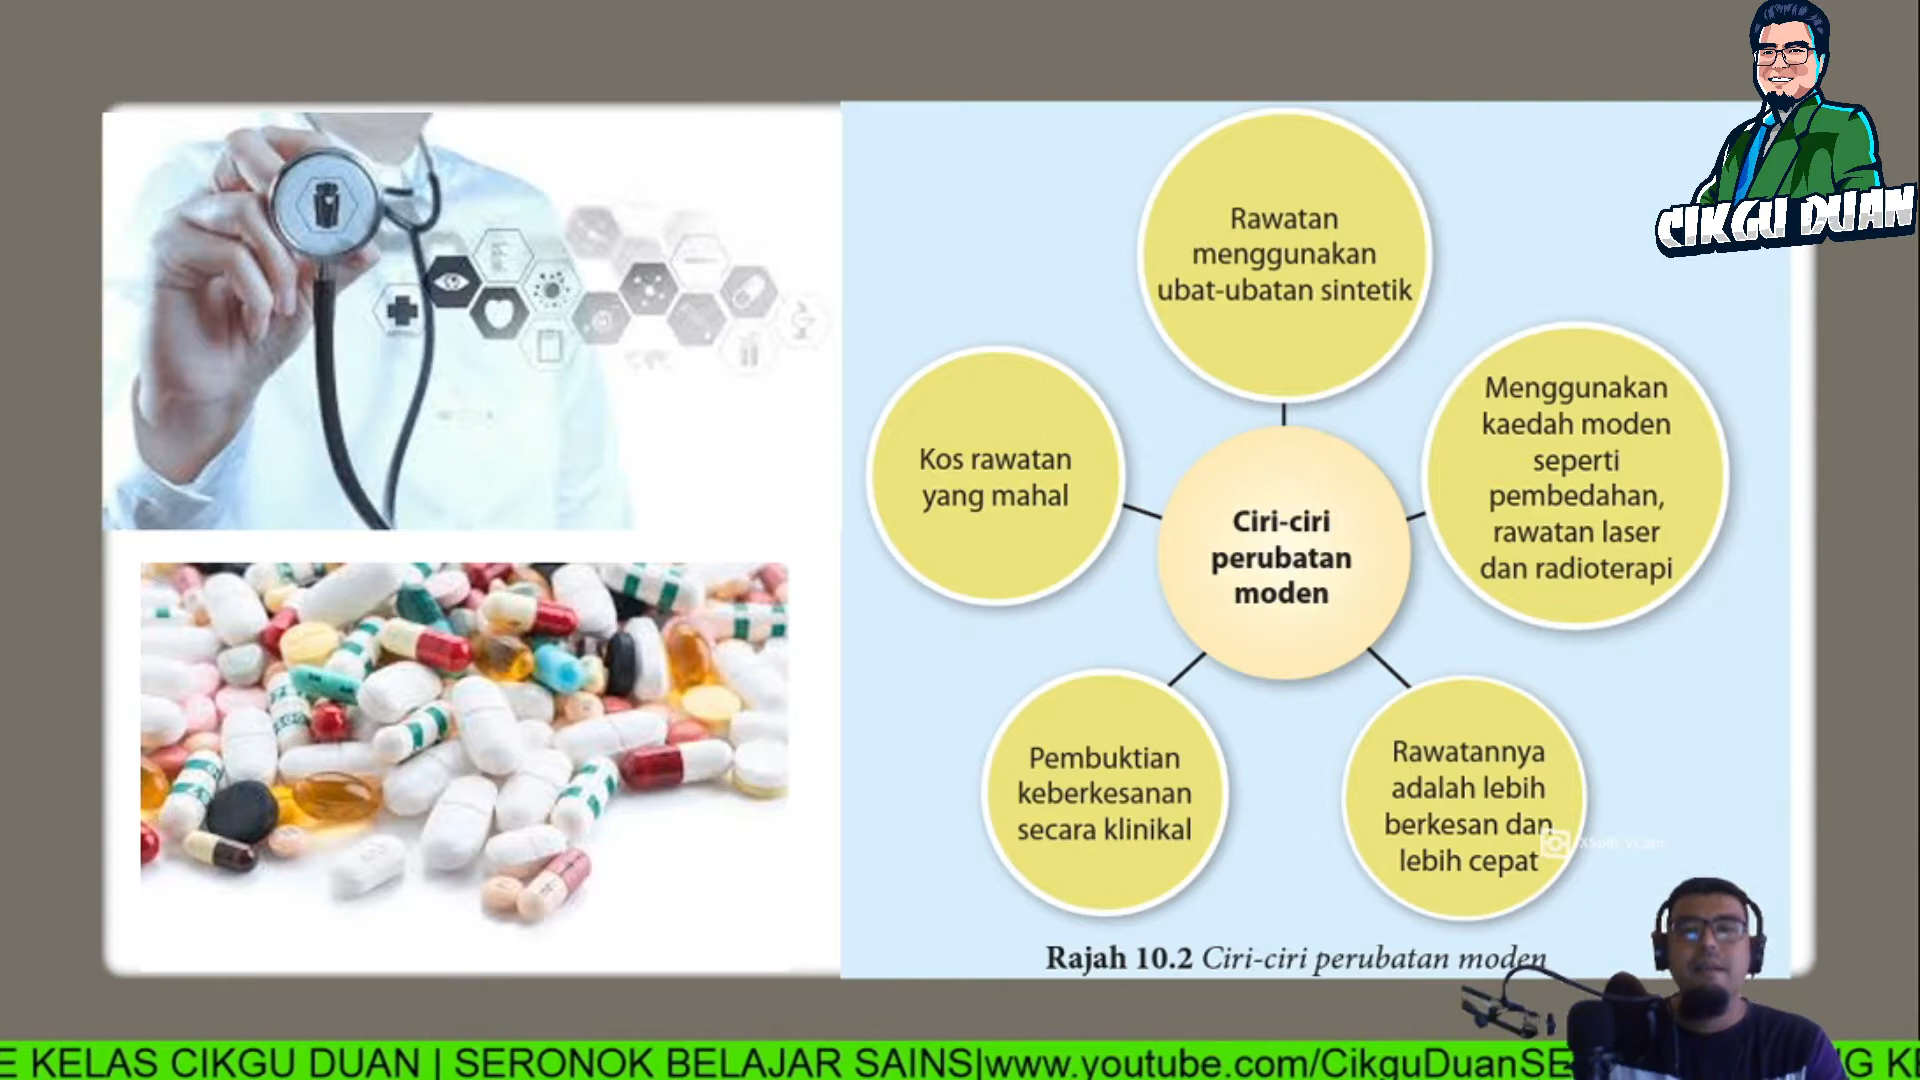 CIKGU DUAN
Rawatan
menggunakan
ubat-ubatan sintetik
Menggunakan
kaedah moden
seperti
pembedahan,
rawatan laser
dan radioterapi
Kos rawatan
yang mahal
Ciri-ciri
perubatan
moden
Pembuktian
keberkesanan
secara klinikal
Rawatannya
adalah lebih
berkesan dan
lebih cepat
Rajah 10.2 Ciri-ciri perubatan moden
E KELAS CIKGU DUAN | SERONOK BELAJAR SAINS|www.youtube.com/CikguDuanSE